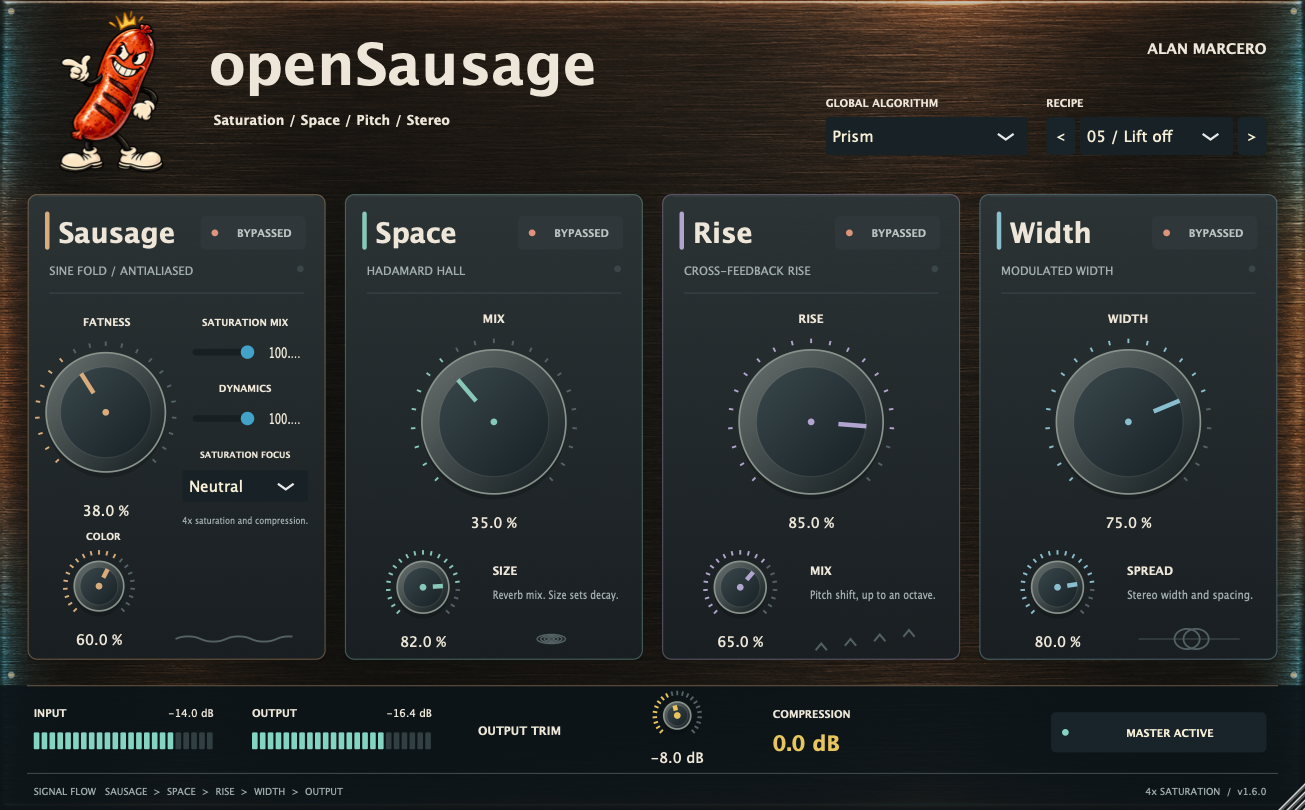 openSausage
Saturation / Space / Pitch / Stereo
ALAN MARCERO
GLOBAL ALGORITHM
Prism
RECIPE
<
05 / Lift off
>
Sausage
BYPASSED
SINE FOLD / ANTIALIASED
FATNESS
38.0 %
SATURATION MIX
100....
DYNAMICS
100....
SATURATION FOCUS
Neutral
4x saturation and compression.
COLOR
60.0 %
Space
BYPASSED
HADAMARD HALL
MIX
35.0 %
SIZE
Reverb mix. Size sets decay.
82.0 %
Rise
BYPASSED
CROSS-FEEDBACK RISE
RISE
85.0 %
MIX
Pitch shift, up to an octave.
65.0 %
Width
BYPASSED
MODULATED WIDTH
WIDTH
75.0 %
SPREAD
Stereo width and spacing.
80.0 %
INPUT
-14.0 dB
OUTPUT
-16.4 dB
OUTPUT TRIM
-8.0 dB
COMPRESSION
0.0 dB
MASTER ACTIVE
SIGNAL FLOW SAUSAGE > SPACE > RISE > WIDTH > OUTPUT
4x SATURATION / v1.6.0